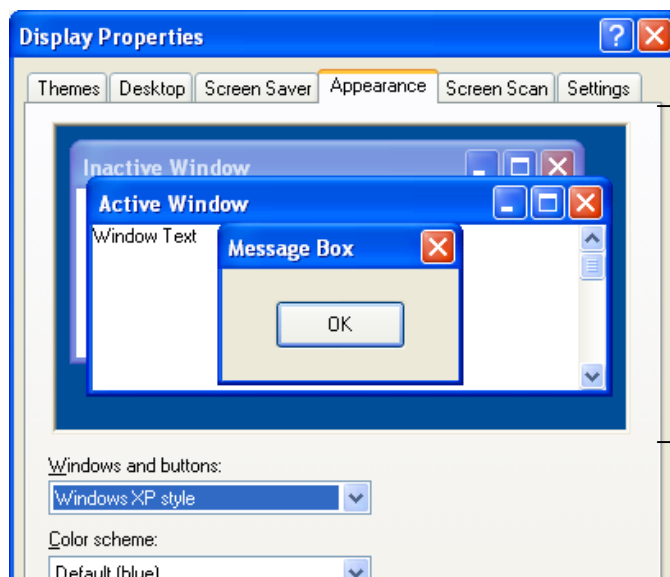 Display Properties
Themes Desktop Screen Saver Appearance Screen Scan Settings
Inactive Window
Active Window
Window Text
Message Box
OK
Windows and buttons:
Windows XP style
Color scheme:
Default (blue)